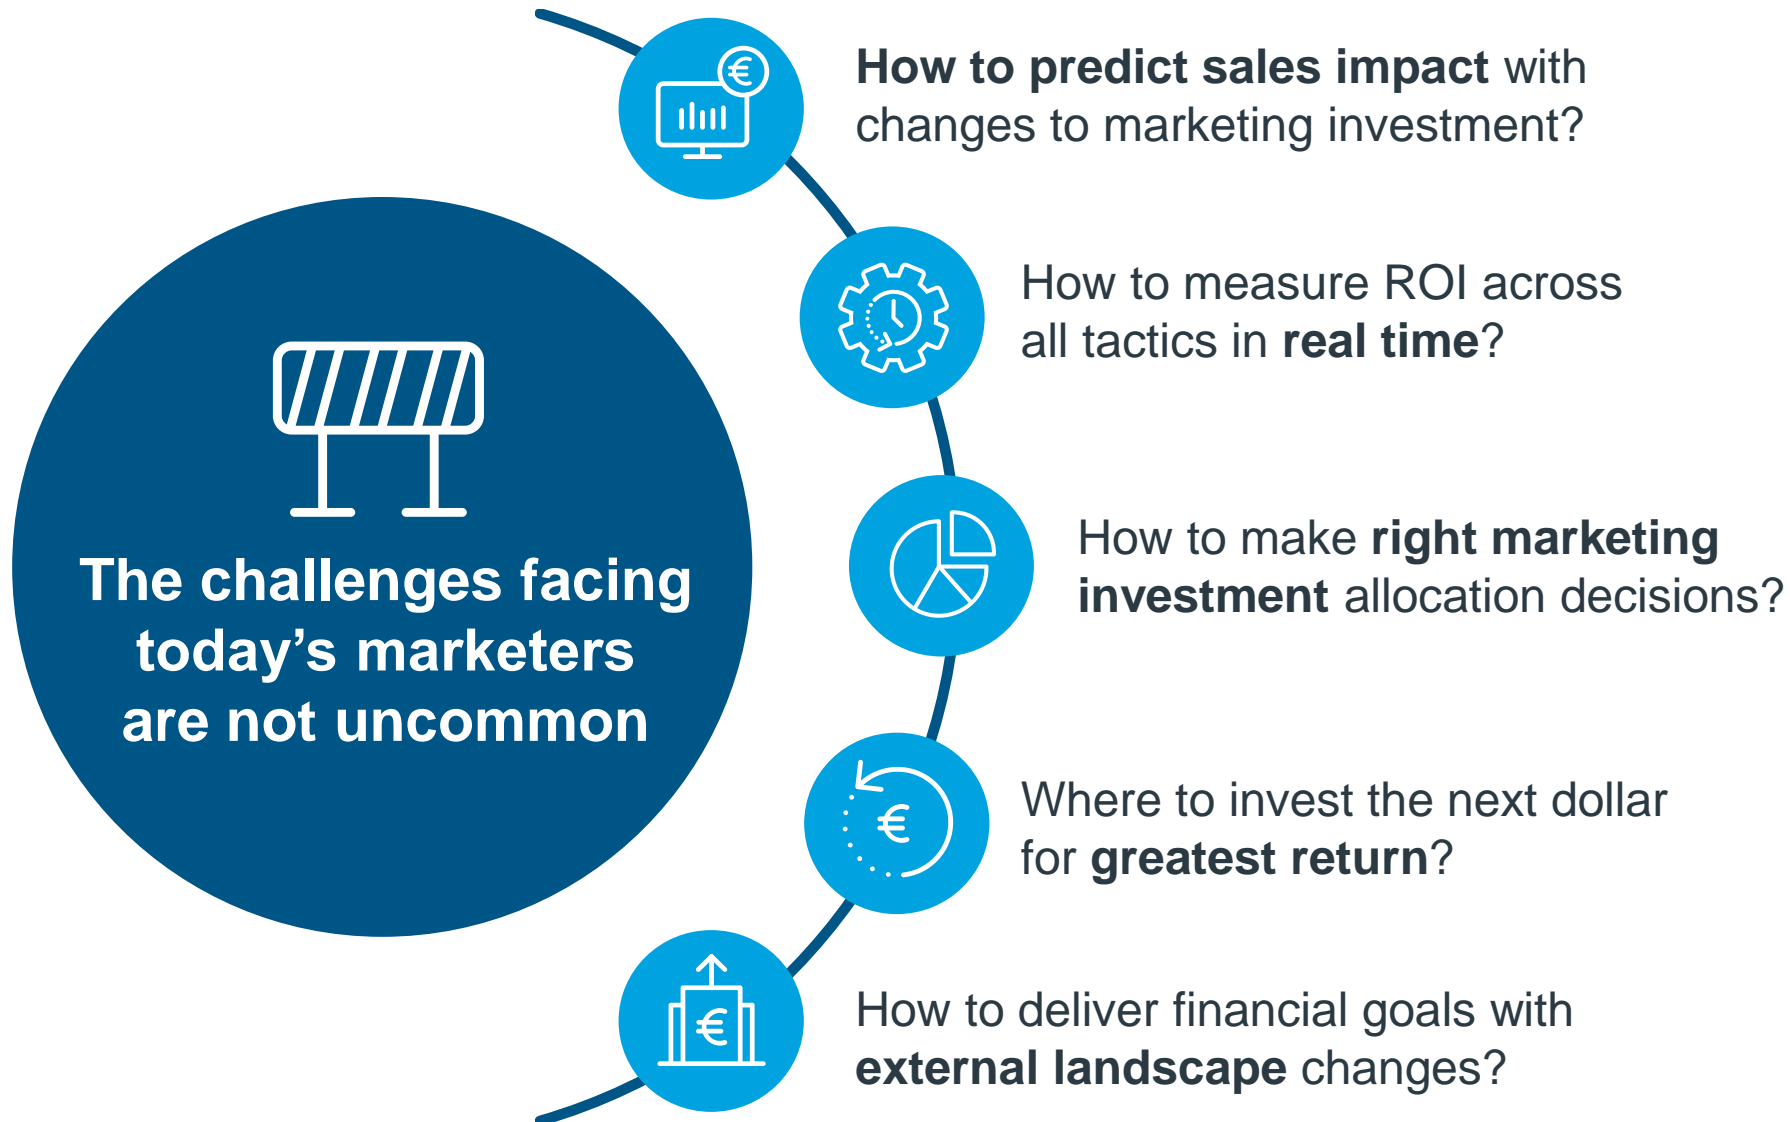 The challenges facing
today’s marketers
are not uncommon
€
How to predict sales impact with
changes to marketing investment?
How to measure ROI across
all tactics in real time?
How to make right marketing
investment allocation decisions?
€
Where to invest the next dollar
for greatest return?
€
How to deliver financial goals with
external landscape changes?